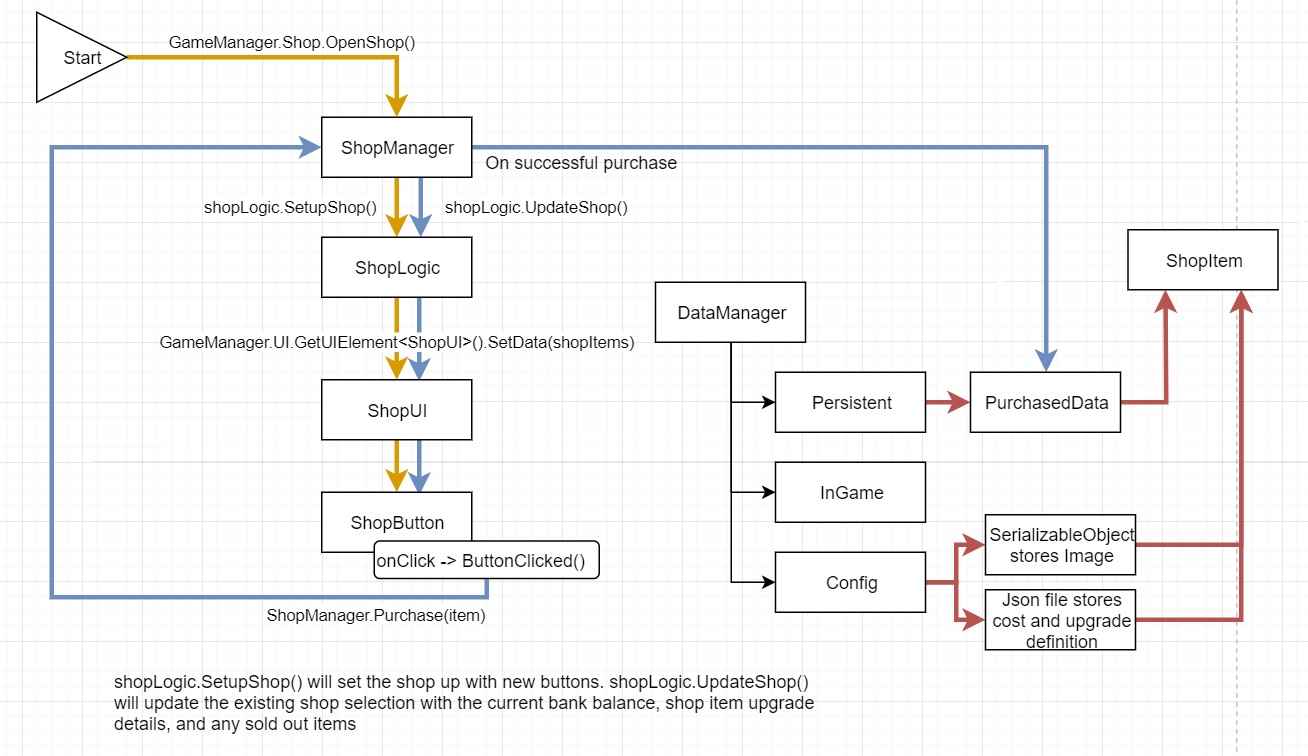 GameManager.Shop.OpenShop()
Start
ShopManager
On successful purchase
shopLogic.SetupShop()
shopLogic.UpdateShop()
ShopLogic
ShopItem
DataManager
GameManager.UI.GetUIElement<ShopUI>().SetData(shopItems)
ShopUI
Persistent
PurchasedData
InGame
ShopButton
onClick -> ButtonClicked()
SerializableObject
stores Image
Config
Json file stores
cost and upgrade
definition
ShopManager.Purchase(item)
shopLogic.SetupShop() will set the shop up with new buttons. shopLogic.UpdateShop()
will update the existing shop selection with the current bank balance, shop item upgrade
details, and any sold out items